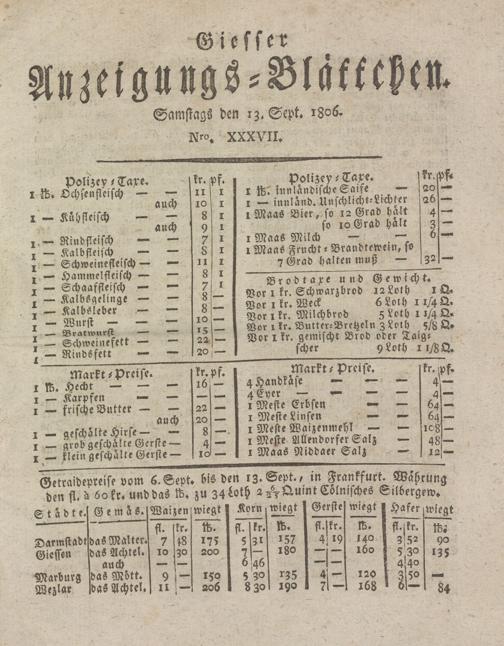 Giesser
Anzeigungs=Blättchen.
Samstags den 13. Sept. 1806.
Nro. XXXVII.
Polizey=Taxe. kr. pf.
1 ℔. Ochsenfleisch — — 11 1
auch 10 1
1 — Kühfleisch — — 8 1
auch 9 1
1 — Rindfleisch — — 7 1
1 — Kalbfleisch — — 8 1
1 — Schweinefleisch — — 11 1
1 — Hammelfleisch — — 8 1
1 — Schaaffleisch — — 7 1
1 — Kalbsgelinge — — 8 —
1 — Kalbsleber — — 8 —
1 — Wurst — — 10 —
1 — Bratwurst — — 15 —
1 — Schweinefett — — 22 —
1 — Rindsfett — — 20 —
Polizey=Taxe. kr. pf.
1 ℔. innländische Saife — 20 —
1 — innländ. Unschlicht=Lichter 26 —
1 Maas Bier, so 12 Grad hält 4 —
so 10 Grad hält 3 —
1 Maas Milch — — 6 —
1 Maas Frucht=Brandtewein, so
7 Grad halten muß — 32 —
Brodtaxe und Gewicht.
Vor 1 kr. Schwarzbrod 12 Loth 1 Q.
Vor 1 kr. Weck 6 Loth 1 1/4 Q.
Vor 1 kr. Milchbrod 5 Loth 1 1/4 Q.
Vor 1 kr. Butter=Bretzeln 3 Loth 5/8 Q.
Vor 1 kr. gemischt Brod oder Taig=
scher 9 Loth 1 1/8 Q.
Markt=Preise. kr. pf.
1 ℔. Hecht — — 16 —
1 — Karpfen — — — —
1 — frische Butter — — 22 —
auch 20 —
1 — geschälte Hirse — — 8 —
1 — grob geschälte Gerste — 4 —
1 — klein geschälte Gerste — 10 —
Markt=Preise. kr. pf.
4 Handkäse — — 4 —
4 Eyer — — 4 —
1 Meste Erbsen — — 64 —
1 Meste Linsen — — 64 —
1 Meste Waizenmehl — — 108 —
1 Meste Allendorfer Salz — 48 —
1 Maas Niddaer Salz — 12 —
Getraidepreise vom 6. Sept. bis den 13. Sept., in Frankfurt. Währung
den fl. à 60 kr. und das ℔. zu 34 Loth 2 6/5 Quint Cölnisches Silbergew.
Städte. Gemäs. Waizen wiegt Korn wiegt Gerste wiegt Hafer wiegt
fl. kr. ℔. fl. kr. ℔. fl. kr. ℔. fl. kr. ℔.
Darmstadt das Malter. 7 48 175 5 31 157 4 19 140 3 52 90
Giessen das Achtel. 10 30 200 7 — 180 — — 160 5 30 135
auch — — 6 46 — — 4 40
Marburg das Mött. 9 — 150 5 30 135 4 — 120 3 50 —
Wezlar das Achtel. 11 — 206 8 30 190 7 — 168 6 — 84